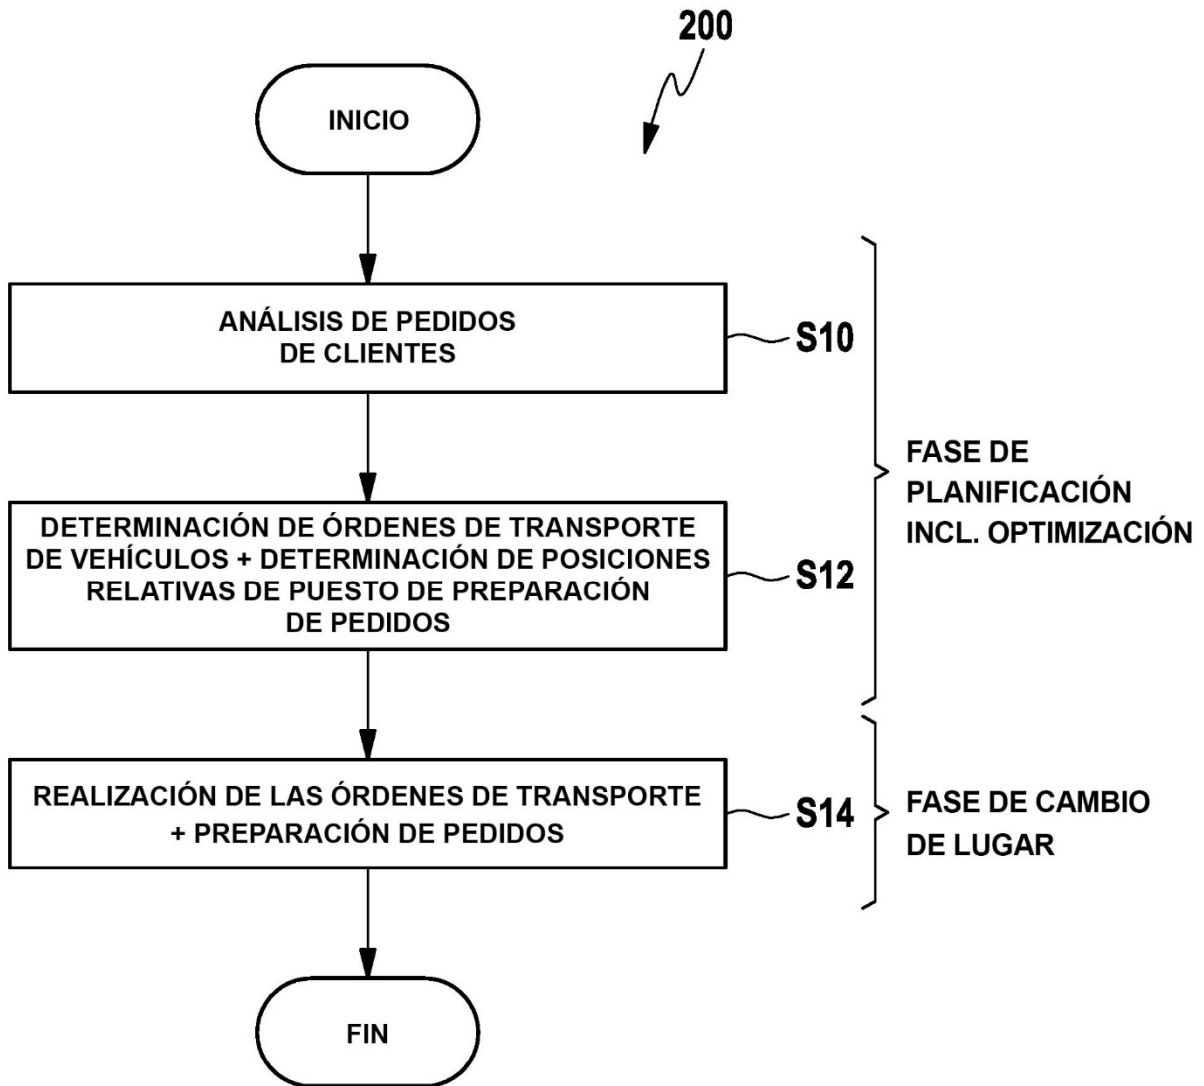 200
INICIO
ANÁLISIS DE PEDIDOS
DE CLIENTES
S10
DETERMINACIÓN DE ÓRDENES DE TRANSPORTE
DE VEHÍCULOS + DETERMINACIÓN DE POSICIONES
RELATIVAS DE PUESTO DE PREPARACIÓN
DE PEDIDOS
S12
FASE DE
PLANIFICACIÓN
INCL. OPTIMIZACIÓN
REALIZACIÓN DE LAS ÓRDENES DE TRANSPORTE
+ PREPARACIÓN DE PEDIDOS
S14
FASE DE CAMBIO
DE LUGAR
FIN